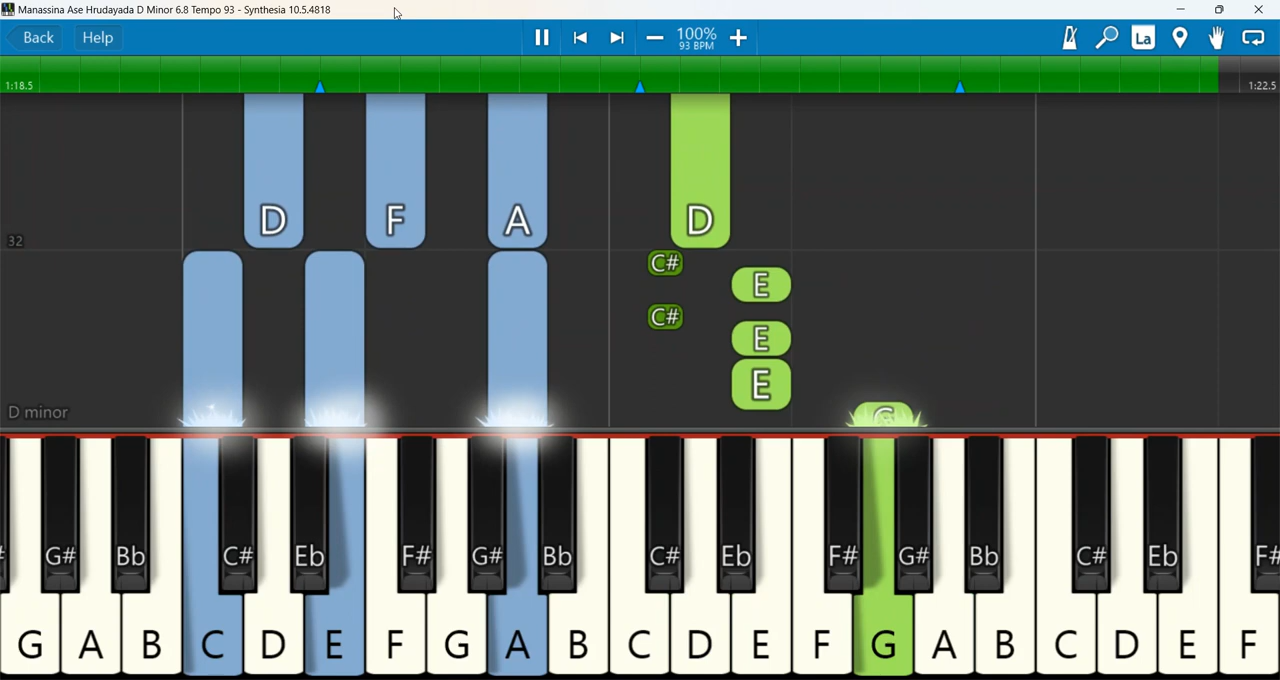 Manassina Ase Hrudayada D Minor 6.8 Tempo 93 - Synthesia 10.5.4818
Back Help 100% La
93 BPM
1:18.5 1:22.5
D F A D
32
C# E
C# E
E
D minor G
# G# Bb C# Eb F# G# Bb C# Eb F# G# Bb C# Eb F#
G A B C D E F G A B C D E F G A B C D E F